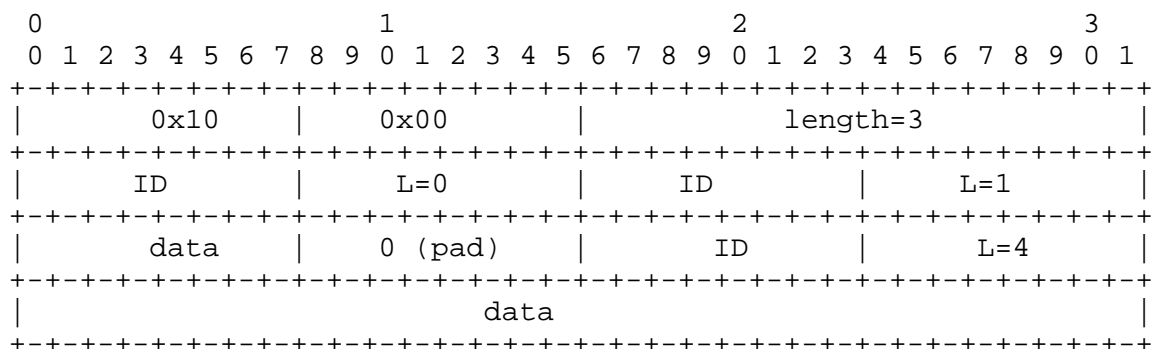 0                   1                   2                   3
 0 1 2 3 4 5 6 7 8 9 0 1 2 3 4 5 6 7 8 9 0 1 2 3 4 5 6 7 8 9 0 1
+-+-+-+-+-+-+-+-+-+-+-+-+-+-+-+-+-+-+-+-+-+-+-+-+-+-+-+-+-+-+-+-+
|       0x10    |    0x00       |           length=3            |
+-+-+-+-+-+-+-+-+-+-+-+-+-+-+-+-+-+-+-+-+-+-+-+-+-+-+-+-+-+-+-+-+
|      ID       |     L=0       |     ID        |     L=1       |
+-+-+-+-+-+-+-+-+-+-+-+-+-+-+-+-+-+-+-+-+-+-+-+-+-+-+-+-+-+-+-+-+
|       data    |    0 (pad)    |       ID      |      L=4      |
+-+-+-+-+-+-+-+-+-+-+-+-+-+-+-+-+-+-+-+-+-+-+-+-+-+-+-+-+-+-+-+-+
|                          data                                 |
+-+-+-+-+-+-+-+-+-+-+-+-+-+-+-+-+-+-+-+-+-+-+-+-+-+-+-+-+-+-+-+-+